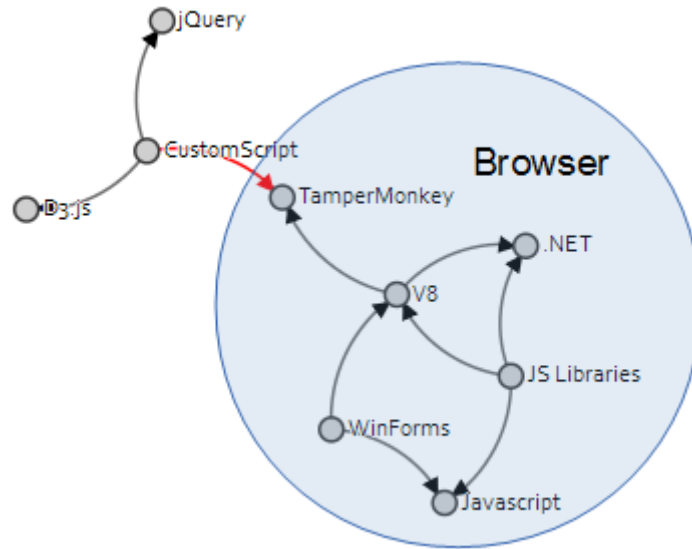 jQuery
CustomScript
Browser
TamperMonkey
D3.js
.NET
V8
JS Libraries
WinForms
Javascript